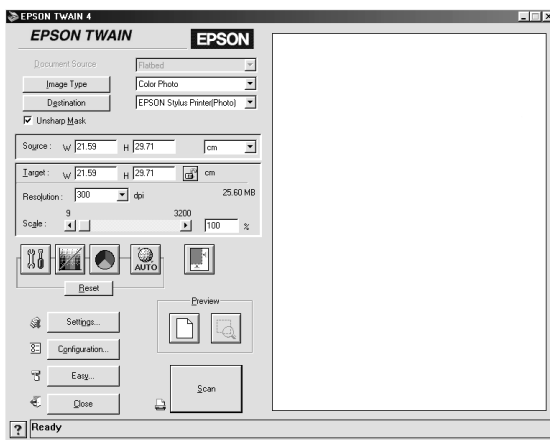 EPSON TWAIN 4
EPSON TWAIN
EPSON
Document Source
Flatbed
Image Type
Color Photo
Destination
EPSON Stylus Printer(Photo)
Unsharp Mask
Source : W 21.59 H 29.71 cm
Target : W 21.59 H 29.71 cm
Resolution : 300 dpi 25.60 MB
9 3200
Scale : 100 %
AUTO
Reset
Preview
Settings...
Configuration...
Easy...
Scan
Close
? Ready